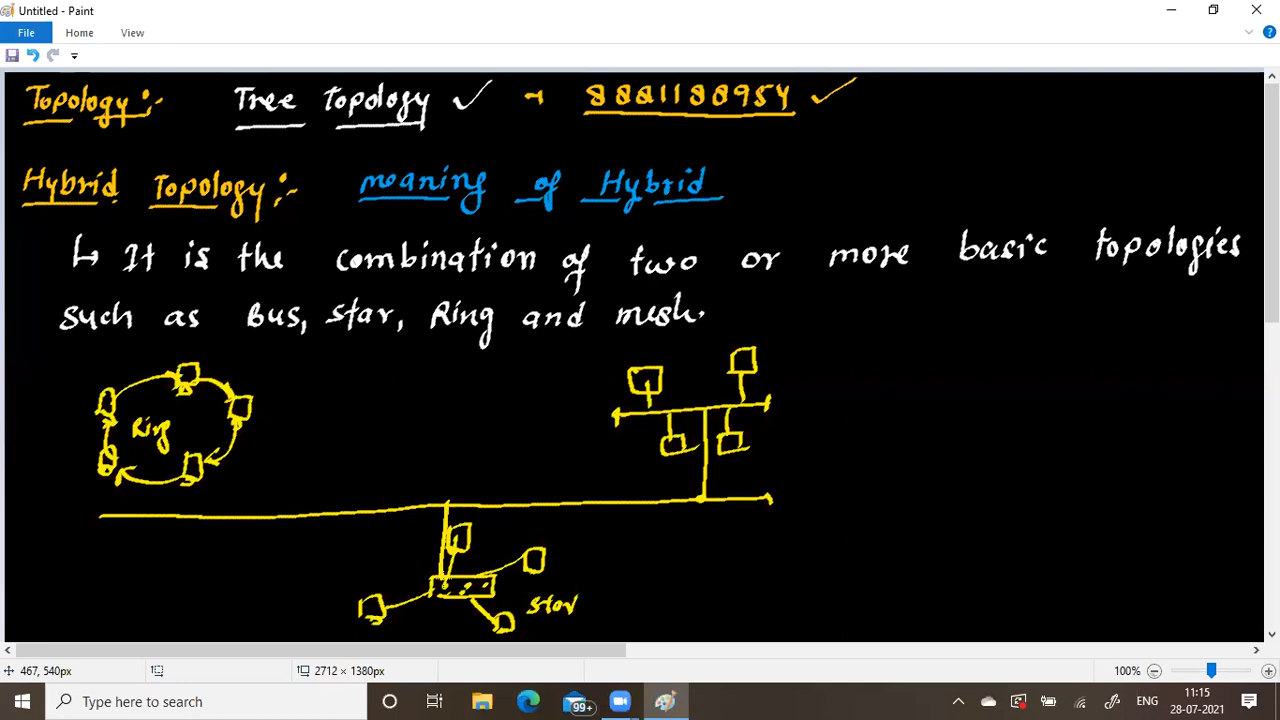 Untitled - Paint
File Home View
Topology:- Tree Topology ✓ → 8881188954 ✓
Hybrid Topology:- meaning of Hybrid
↳ It is the combination of two or more basic topologies
such as Bus, star, Ring and mesh.
Ring
star
467, 540px 2712 × 1380px 100%
Type here to search 99+ ENG 11:15
28-07-2021